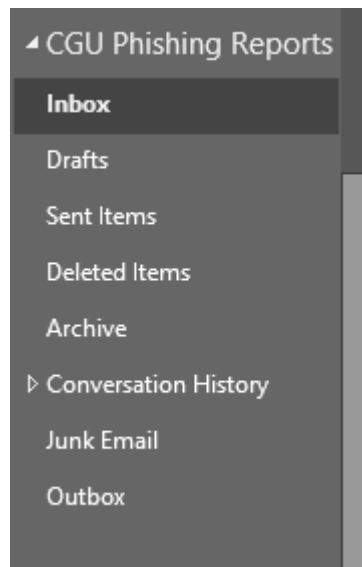 CGU Phishing Reports
Inbox
Drafts
Sent Items
Deleted Items
Archive
Conversation History
Junk Email
Outbox